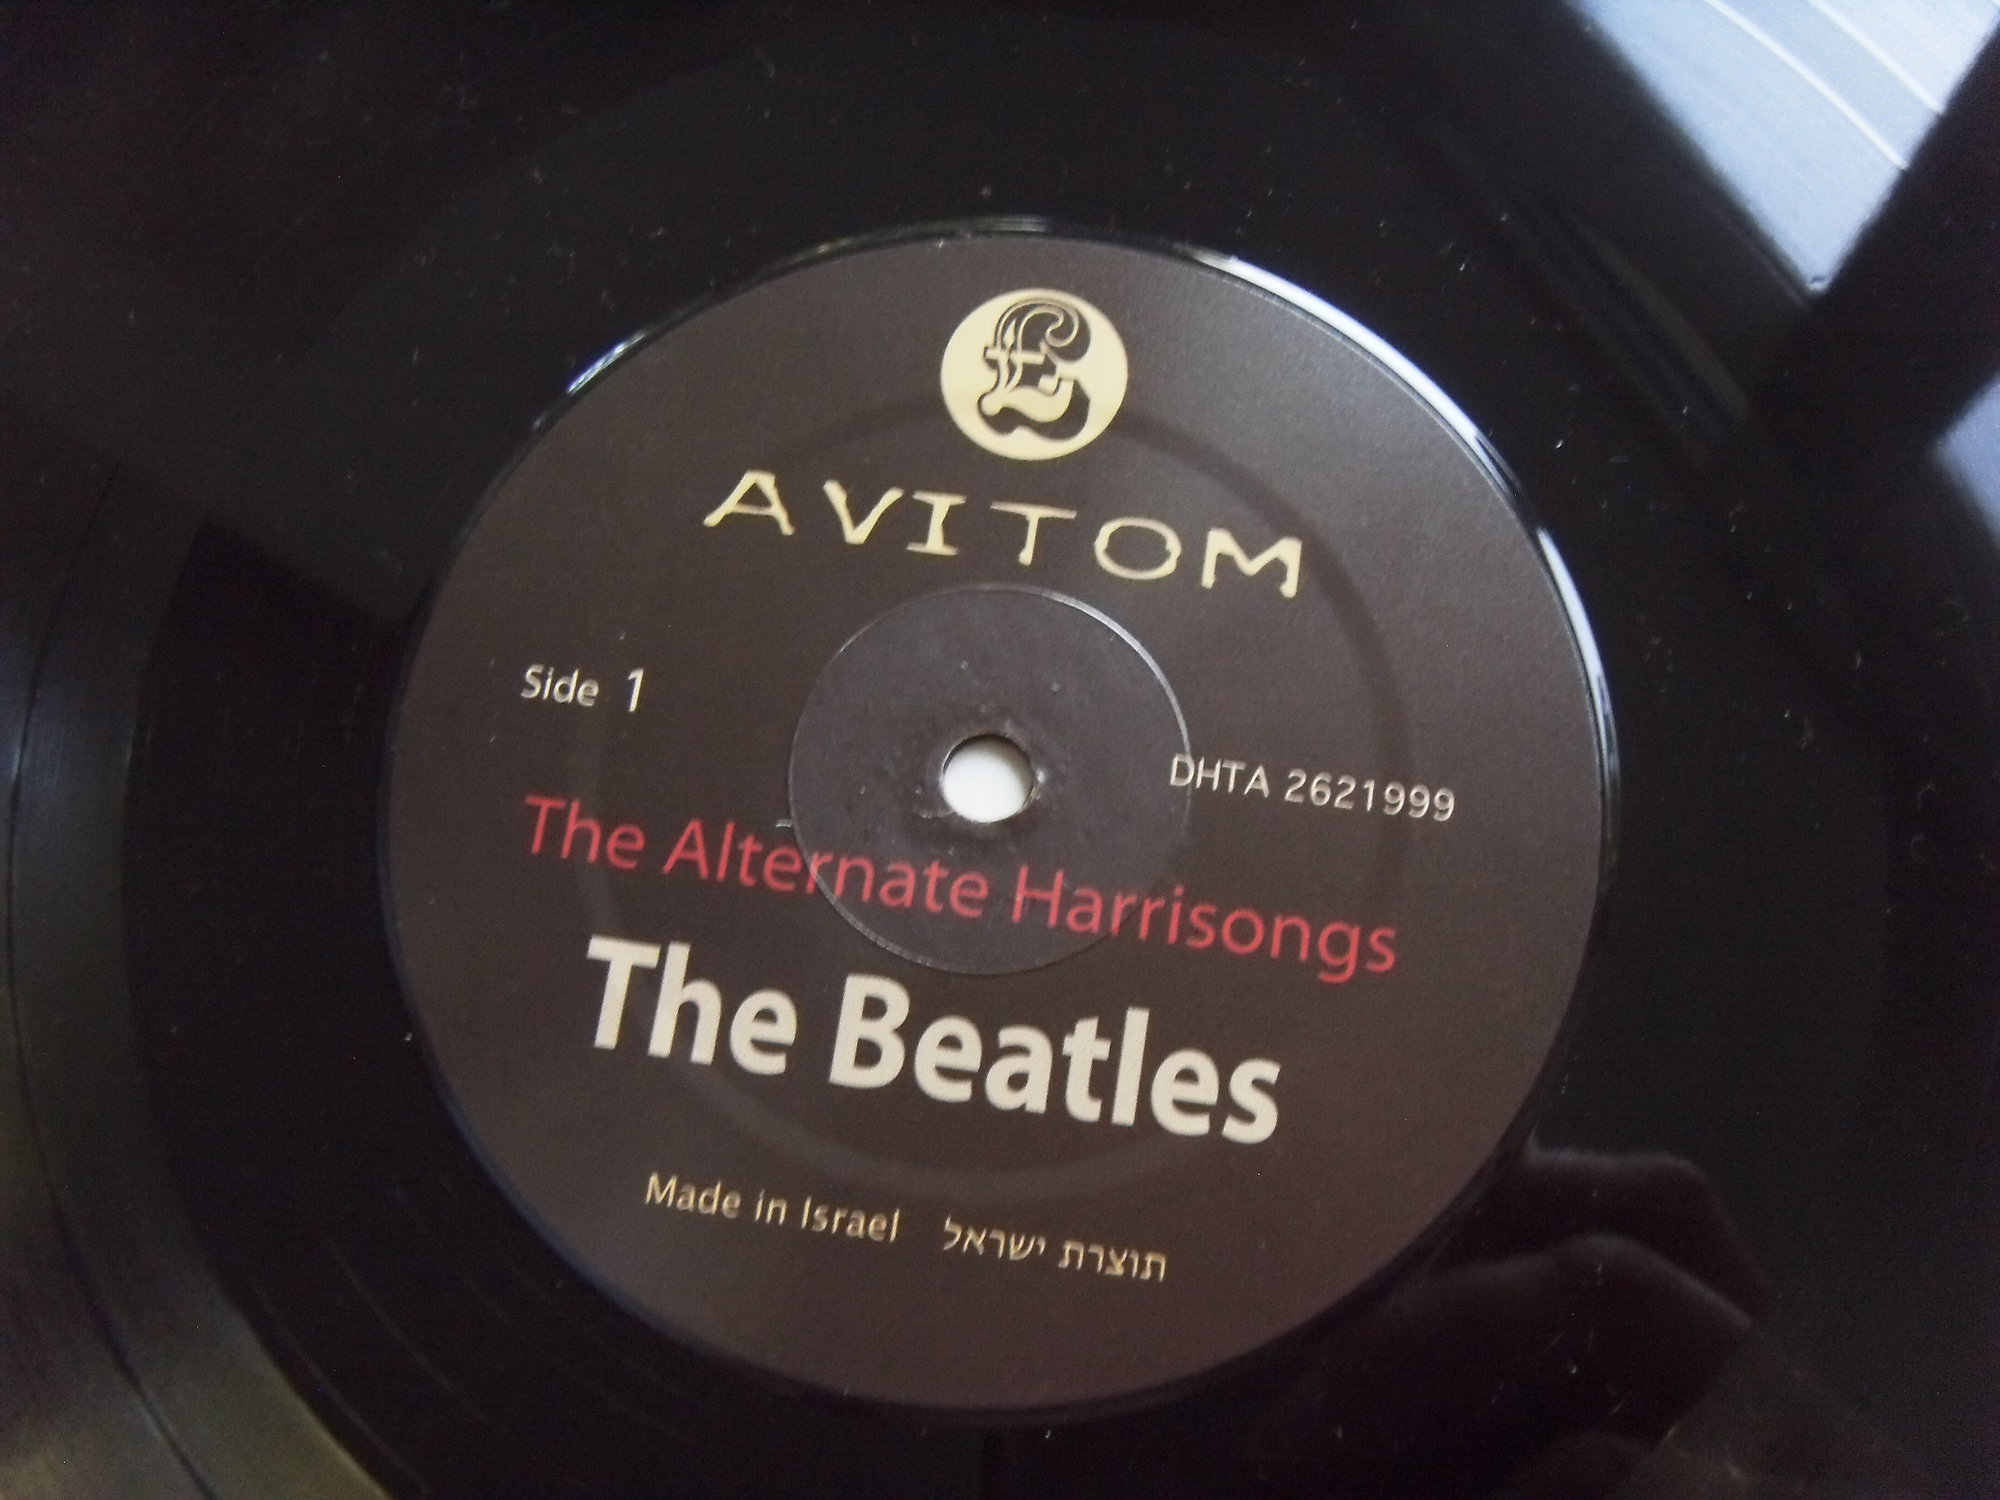 £
AVITOM
Side 1
DHTA 2621999
The Alternate Harrisongs
The Beatles
Made in Israel תוצרת ישראל